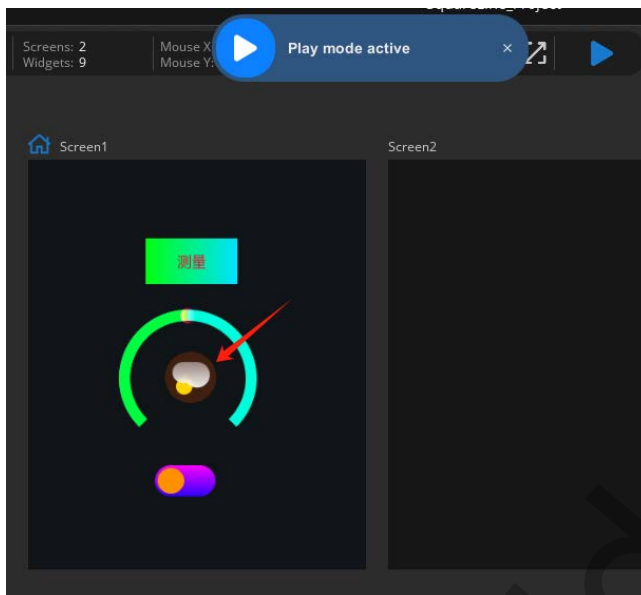 Play mode active
×
Screens: 2
Widgets: 9
Mouse X
Mouse Y:
Screen1
Screen2
测量